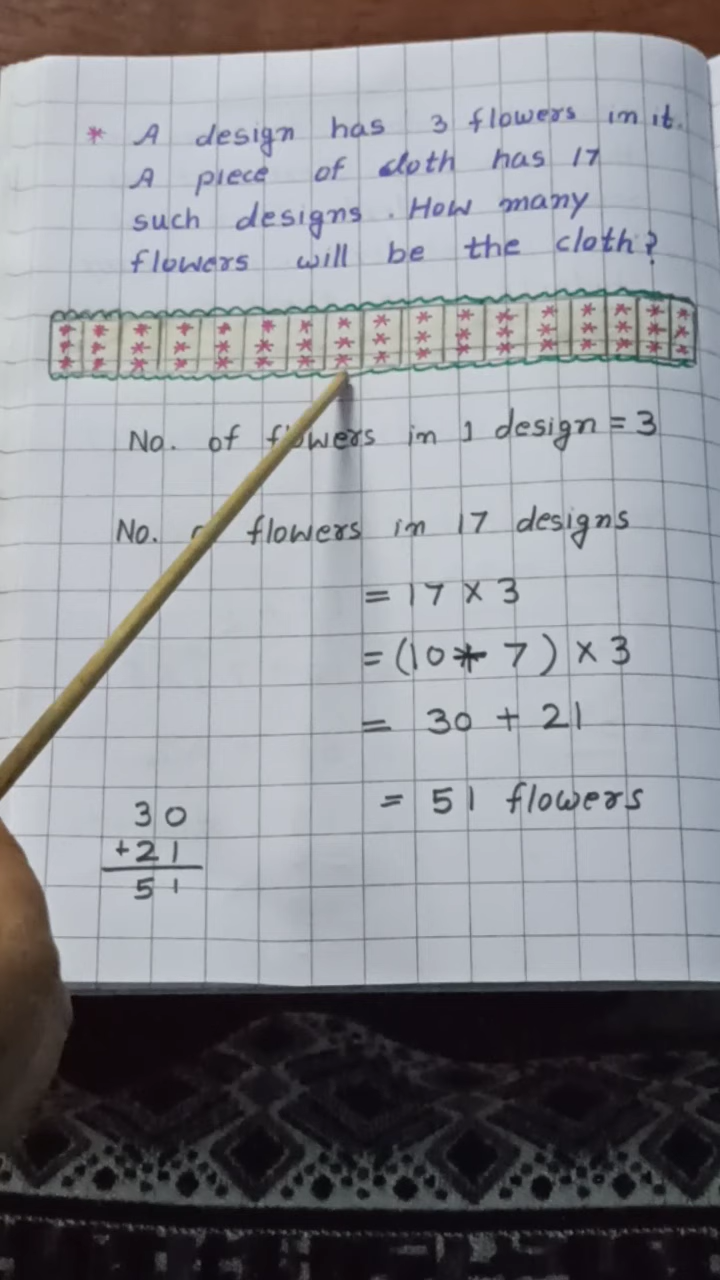 * A design has 3 flowers in it.
A piece of cloth has 17
such designs. How many
flowers will be the cloth?
No. of flowers in 1 design = 3
No. flowers in 17 designs
= 17 × 3
= (10 + 7) × 3
= 30 + 21
= 51 flowers
30
+21
51